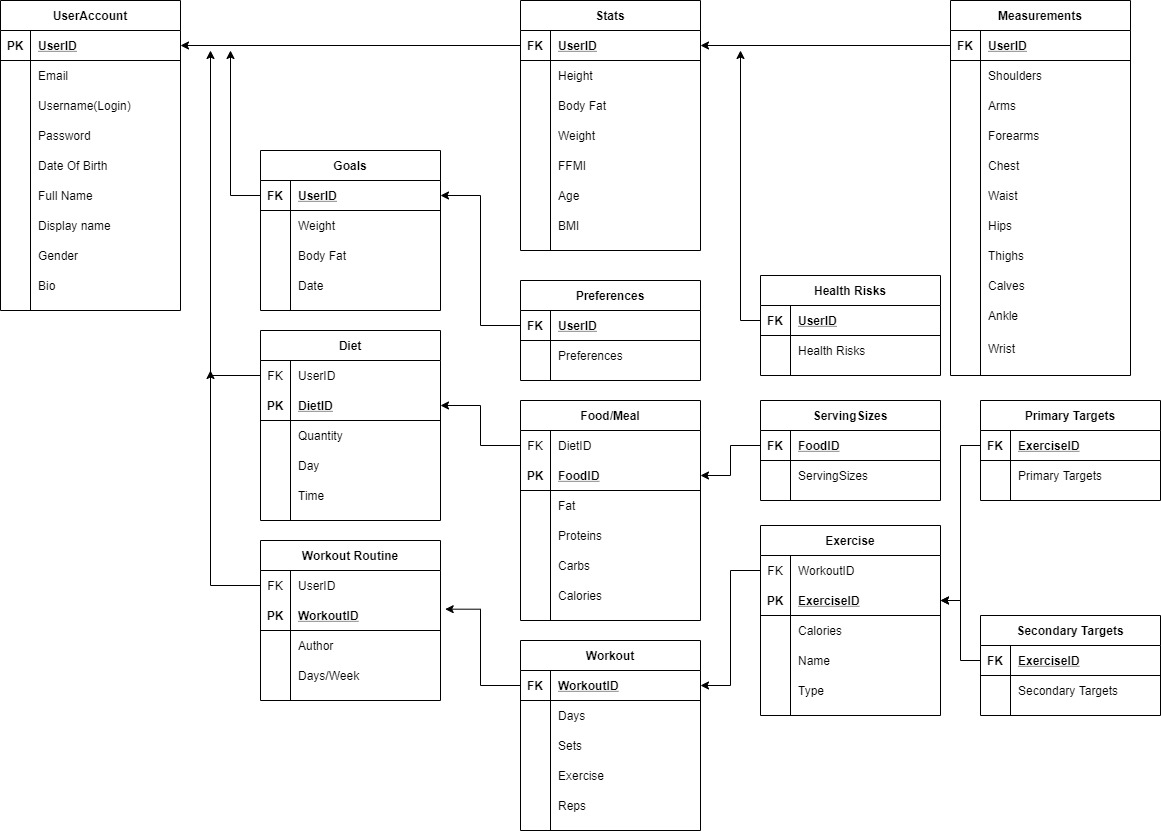 UserAccount
PK UserID
Email
Username(Login)
Password
Date Of Birth
Full Name
Display name
Gender
Bio
Stats
FK UserID
Height
Body Fat
Weight
FFMI
Age
BMI
Measurements
FK UserID
Shoulders
Arms
Forearms
Chest
Waist
Hips
Thighs
Calves
Ankle
Wrist
Goals
FK UserID
Weight
Body Fat
Date
Preferences
FK UserID
Preferences
Health Risks
FK UserID
Health Risks
Diet
FK UserID
PK DietID
Quantity
Day
Time
Food/Meal
FK DietID
PK FoodID
Fat
Proteins
Carbs
Calories
ServingSizes
FK FoodID
ServingSizes
Primary Targets
FK ExerciseID
Primary Targets
Workout Routine
FK UserID
PK WorkoutID
Author
Days/Week
Workout
FK WorkoutID
Days
Sets
Exercise
Reps
Exercise
FK WorkoutID
PK ExerciseID
Calories
Name
Type
Secondary Targets
FK ExerciseID
Secondary Targets